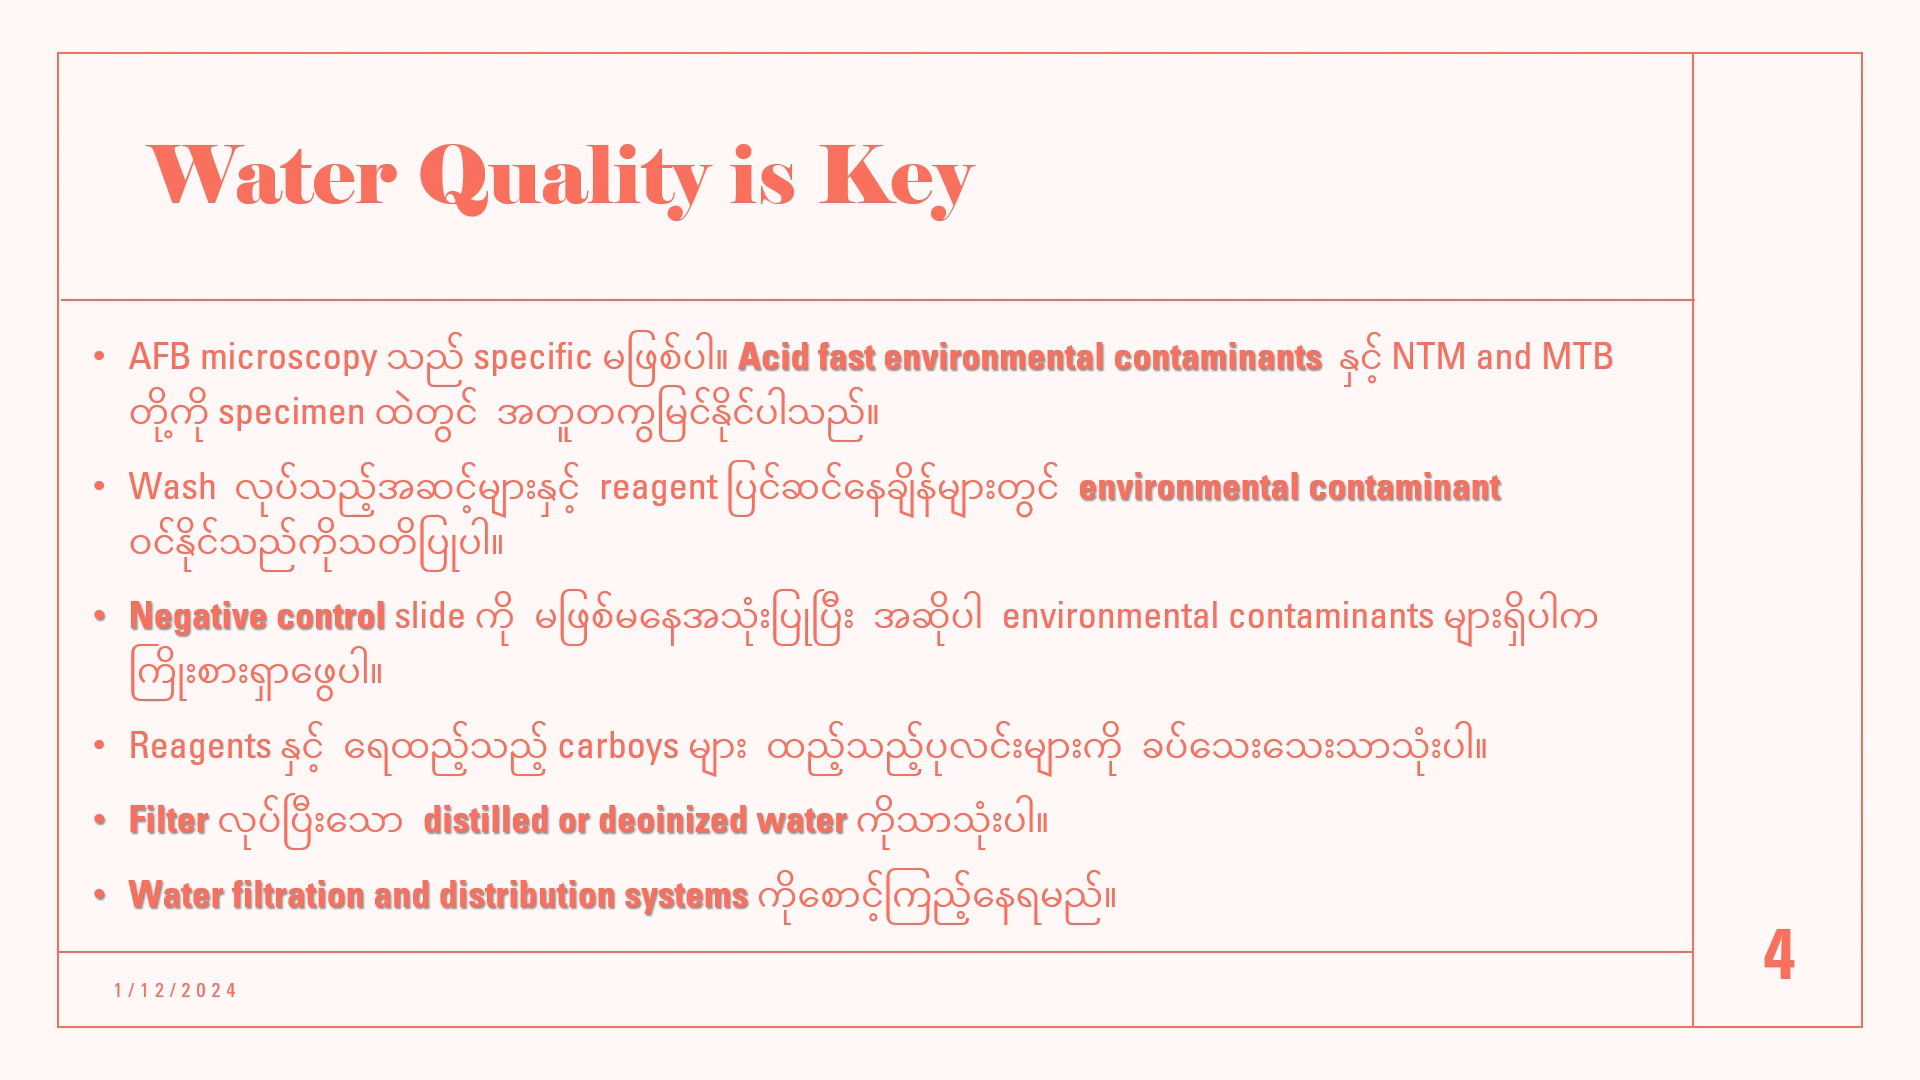 Water Quality is Key
• AFB microscopy သည် specific မဖြစ်ပါ။ Acid fast environmental contaminants နှင့် NTM and MTB
တို့ကို specimen ထဲတွင် အတူတကွမြင်နိုင်ပါသည်။
• Wash လုပ်သည့်အဆင့်များနှင့် reagent ပြင်ဆင်နေချိန်များတွင် environmental contaminant
ဝင်နိုင်သည်ကိုသတိပြုပါ။
• Negative control slide ကို မဖြစ်မနေအသုံးပြုပြီး အဆိုပါ environmental contaminants များရှိပါက
ကြိုးစားရှာဖွေပါ။
• Reagents နှင့် ရေထည့်သည့် carboys များ ထည့်သည့်ပုလင်းများကို ခပ်သေးသေးသာသုံးပါ။
• Filter လုပ်ပြီးသော distilled or deoinized water ကိုသာသုံးပါ။
• Water filtration and distribution systems ကိုစောင့်ကြည့်နေရမည်။
4
1/12/2024